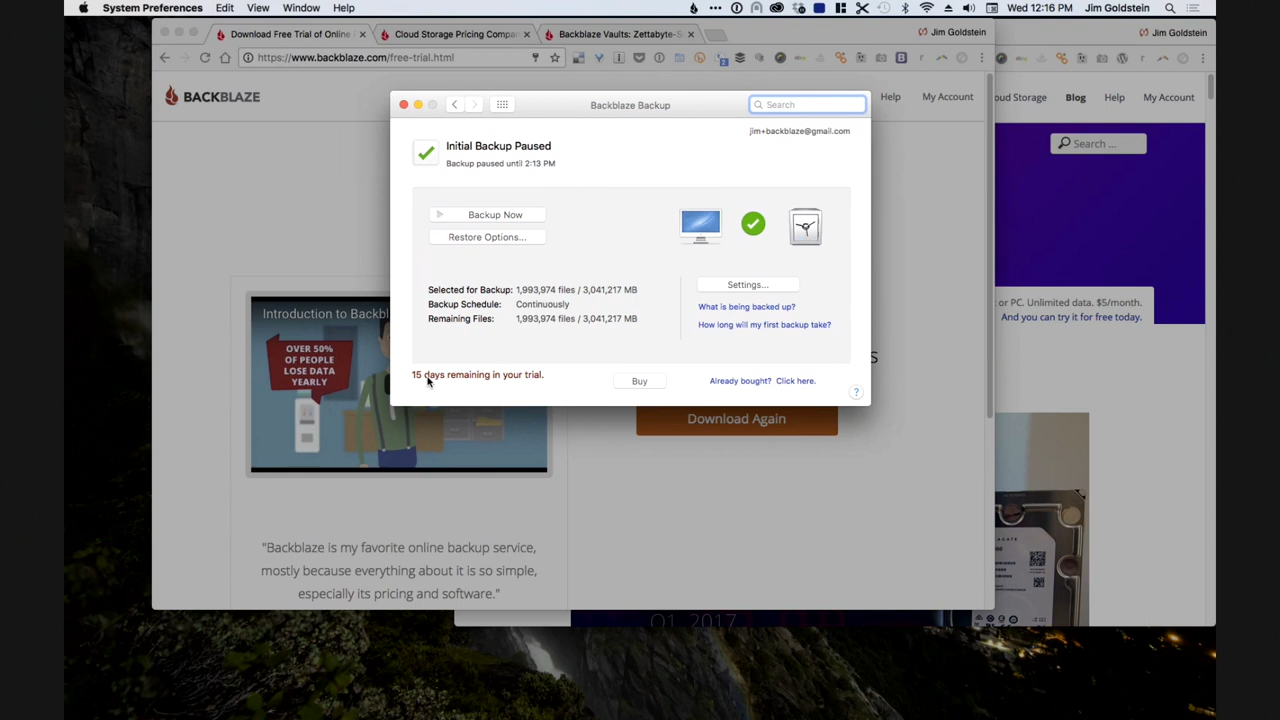 System Preferences Edit View Window Help
Wed 12:16 PM Jim Goldstein
Download Free Trial of Online
Cloud Storage Pricing Compa
Backblaze Vaults: Zettabyte-S
Jim Goldstein
Jim Goldstein
https://www.backblaze.com/free-trial.html
BACKBLAZE
Help My Account
oud Storage Blog Help My Account
Search ...
Backblaze Backup
Search
jim+backblaze@gmail.com
Initial Backup Paused
Backup paused until 2:13 PM
Backup Now
Restore Options...
Selected for Backup: 1,993,974 files / 3,041,217 MB
Backup Schedule: Continuously
Remaining Files: 1,993,974 files / 3,041,217 MB
Settings...
What is being backed up?
How long will my first backup take?
15 days remaining in your trial.
Buy
Already bought? Click here.
?
or PC. Unlimited data. $5/month.
And you can try it for free today.
Introduction to Backbl
OVER 50%
OF PEOPLE
LOSE DATA
YEARLY
s
Download Again
"Backblaze is my favorite online backup service,
mostly because everything about it is so simple,
especially its pricing and software."
Q1 2017